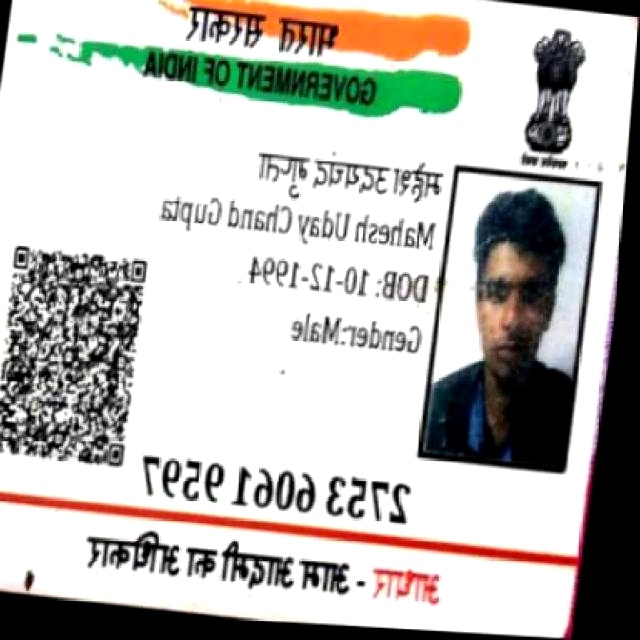 भारत सरकार
GOVERNMENT OF INDIA
महेश उदयचंद गुप्ता
Mahesh Uday Chand Gupta
DOB: 10-12-1994
Gender:Male
2753 6061 9597
आधार - आम आदमी का अधिकार